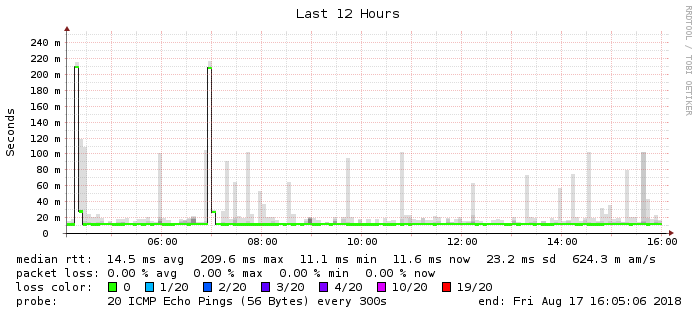 Last 12 Hours
RRDTOOL / TOBI OETIKER
Seconds
240 m
220 m
200 m
180 m
160 m
140 m
120 m
100 m
80 m
60 m
40 m
20 m
0
06:00 08:00 10:00 12:00 14:00 16:00
median rtt: 14.5 ms avg 209.6 ms max 11.1 ms min 11.6 ms now 23.2 ms sd 624.3 m am/s
packet loss: 0.00 % avg 0.00 % max 0.00 % min 0.00 % now
loss color: 0 1/20 2/20 3/20 4/20 10/20 19/20
probe: 20 ICMP Echo Pings (56 Bytes) every 300s end: Fri Aug 17 16:05:06 2018